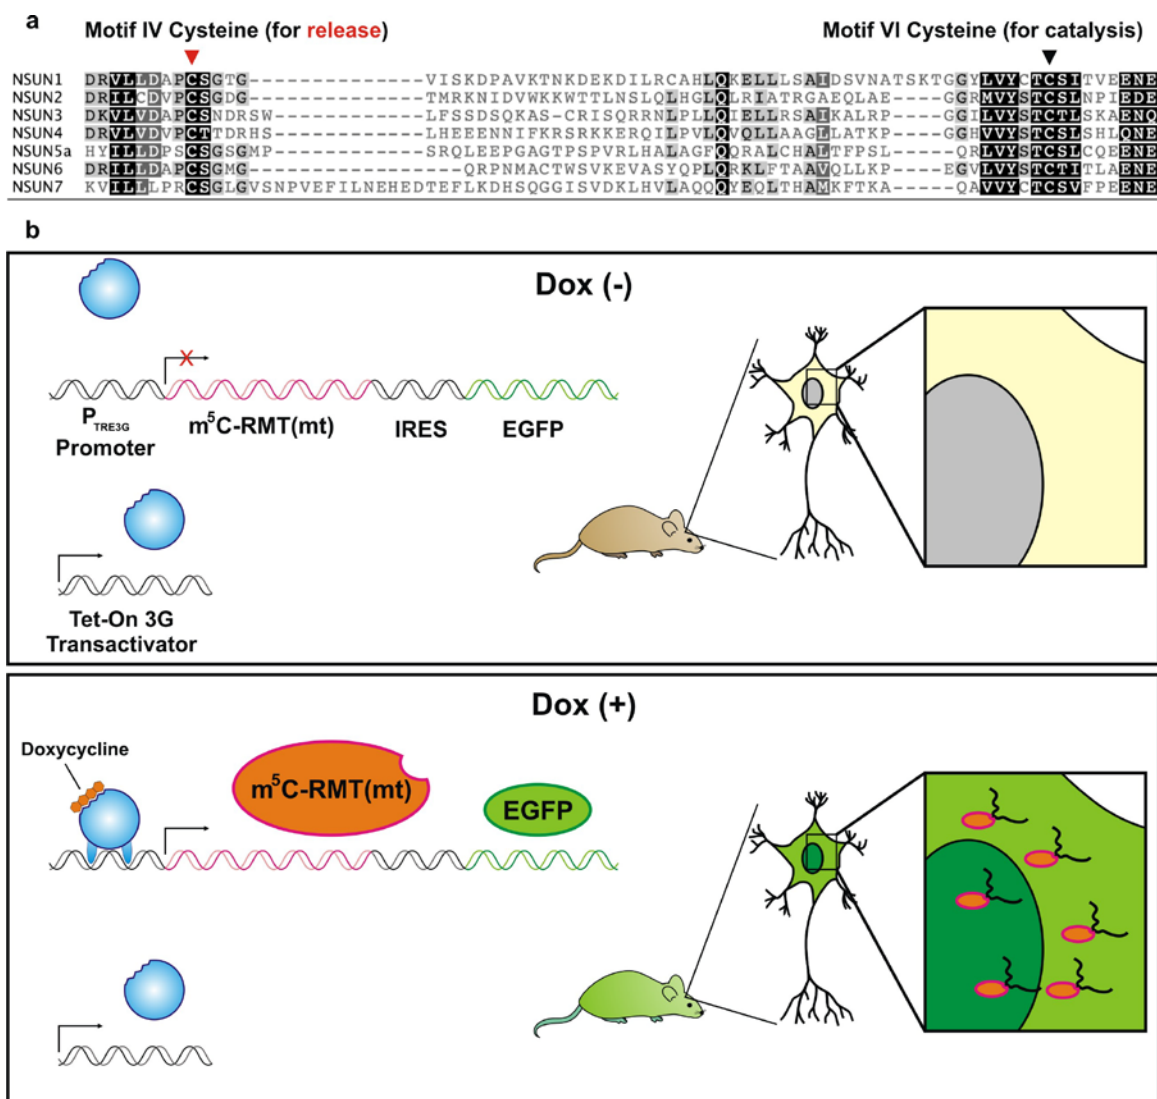 a
Motif IV Cysteine (for release)
Motif VI Cysteine (for catalysis)
NSUN1 DRVLLDAPCSGTG--------------VISKDPAVKTNKDEKDILRCAHLQKELLLSAIDSVNATSKTGGYLVYCTCSITVEENE
NSUN2 DRILCDVPCSGDG--------------TMRKNIDVWKKWTTLNSLQLHGLQLRIATRGAEQLAE-----GGRMVYSTCSLNPIEDE
NSUN3 DKVLVDAPCSNDRSW------------LFSSDSQKAS-CRISQRRNLPLLQIELLRSAIKALRP-----GGILVYSTCTLSKAENE
NSUN4 DRVLVDVPCTTDRHS------------LHEEENNIFKRSRKKERQILPVLQVQLLAAGLLATKP-----GGHVVYSTCSLSHLQNE
NSUN5a HYILLDPSCSGSGMP------------SRQLEEPGAGTPSPVRLHALAGFQQRALCHALTFPSL-----QRLVYSTCSLCQEENE
NSUN6 DRILLDAPCSGMG--------------QRPNMACTWSVKEVASYQPLQRKLFTAAVQLLKP-----EGVLVYSTCTITLAENE
NSUN7 KVILLLPRCSGLGVSNPVEFILNEHEDTEFLKDHSQGGISVDKLHVLAQQQYEQLTHAMKFTKA-----QAVVYCTCSVFPEENE
b
Dox (-)
X
P TRE3G
Promoter
m⁵C-RMT(mt)
IRES
EGFP
Tet-On 3G
Transactivator
Dox (+)
Doxycycline
m⁵C-RMT(mt)
EGFP